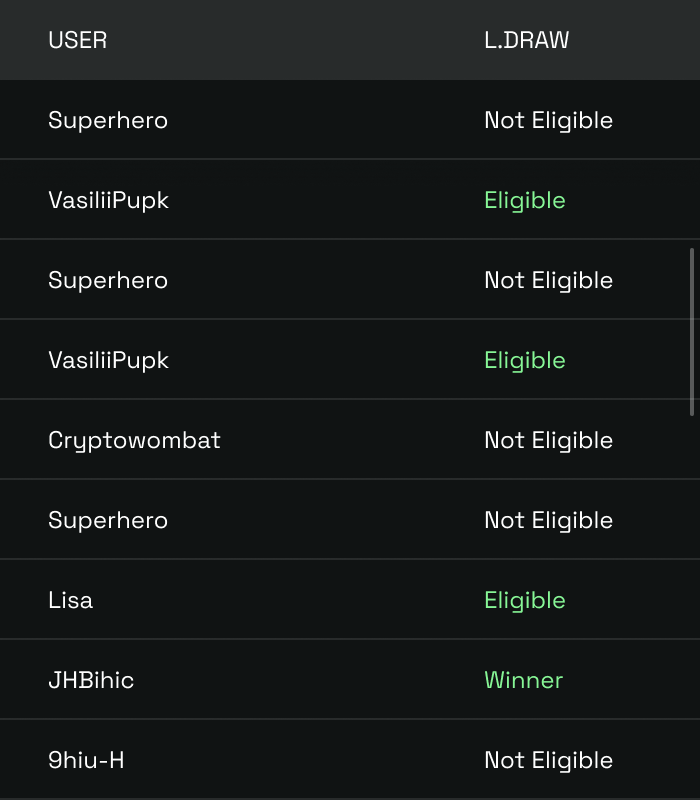 USER L.DRAW
Superhero Not Eligible
VasiliiPupk Eligible
Superhero Not Eligible
VasiliiPupk Eligible
Cryptowombat Not Eligible
Superhero Not Eligible
Lisa Eligible
JHBihic Winner
9hiu-H Not Eligible